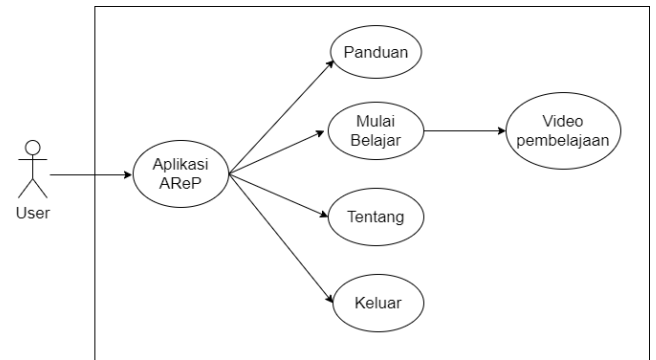 Panduan
Mulai
Belajar
Video
pembelajaan
Aplikasi
AReP
User
Tentang
Keluar